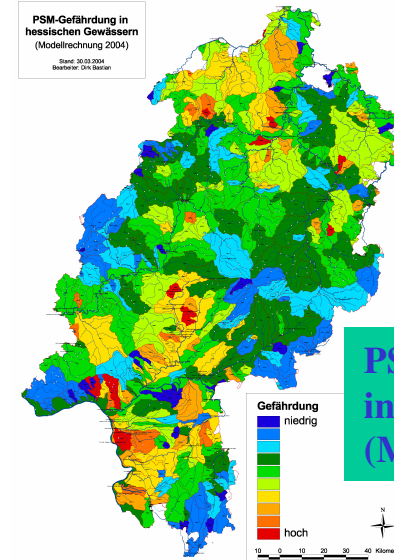 PSM-Gefährdung in
hessischen Gewässern
(Modellrechnung 2004)
Stand: 30.03.2004
Bearbeiter: Dirk Bastian
PS
in
(M
Gefährdung
niedrig
hoch
N
10 0 10 20 30 40 Kilome